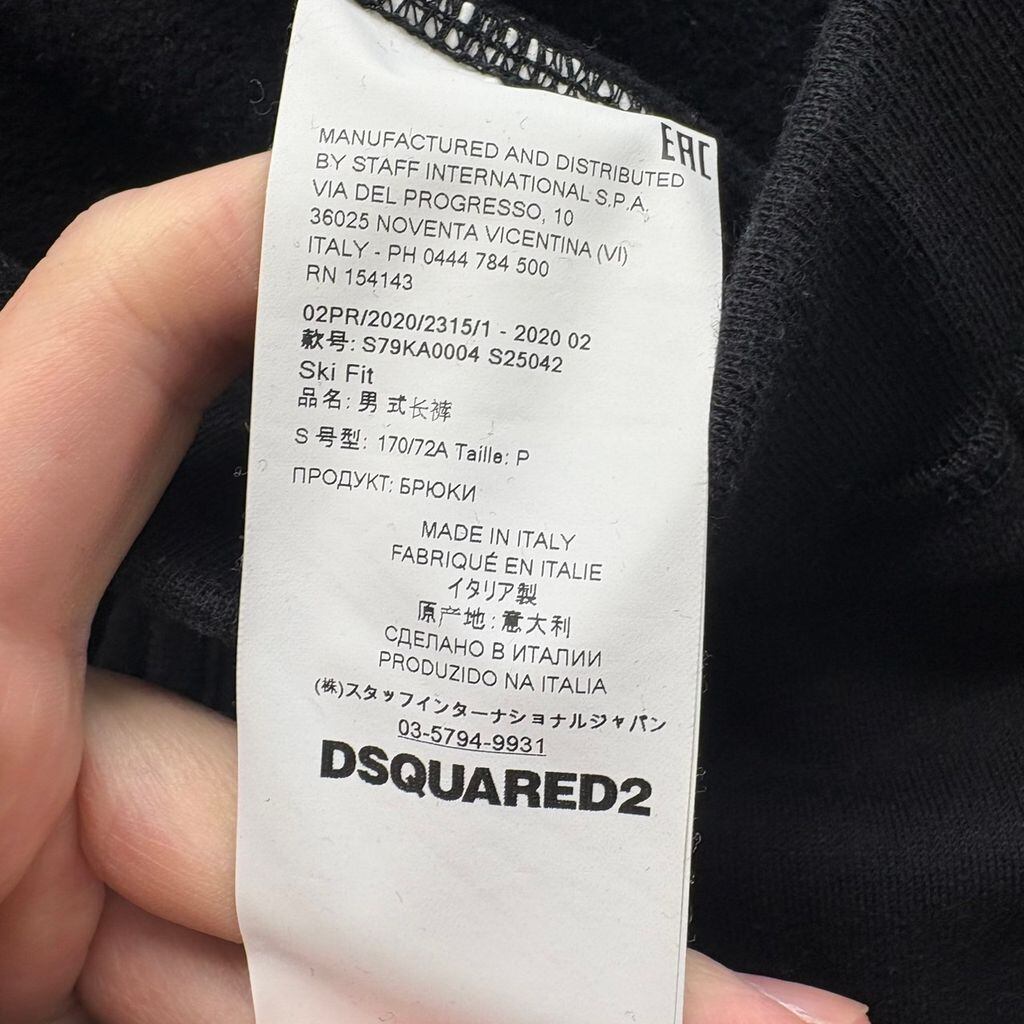 EAC
MANUFACTURED AND DISTRIBUTED
BY STAFF INTERNATIONAL S.P.A.
VIA DEL PROGRESSO, 10
36025 NOVENTA VICENTINA (VI)
ITALY - PH 0444 784 500
RN 154143
02PR/2020/2315/1 - 2020 02
款号: S79KA0004 S25042
Ski Fit
品名: 男式长裤
S 号型: 170/72A Taille: P
ПРОДУКТ: БРЮКИ
MADE IN ITALY
FABRIQUÉ EN ITALIE
イタリア製
原产地: 意大利
СДЕЛАНО В ИТАЛИИ
PRODUZIDO NA ITALIA
(株)スタッフインターナショナルジャパン
03-5794-9931
DSQUARED2